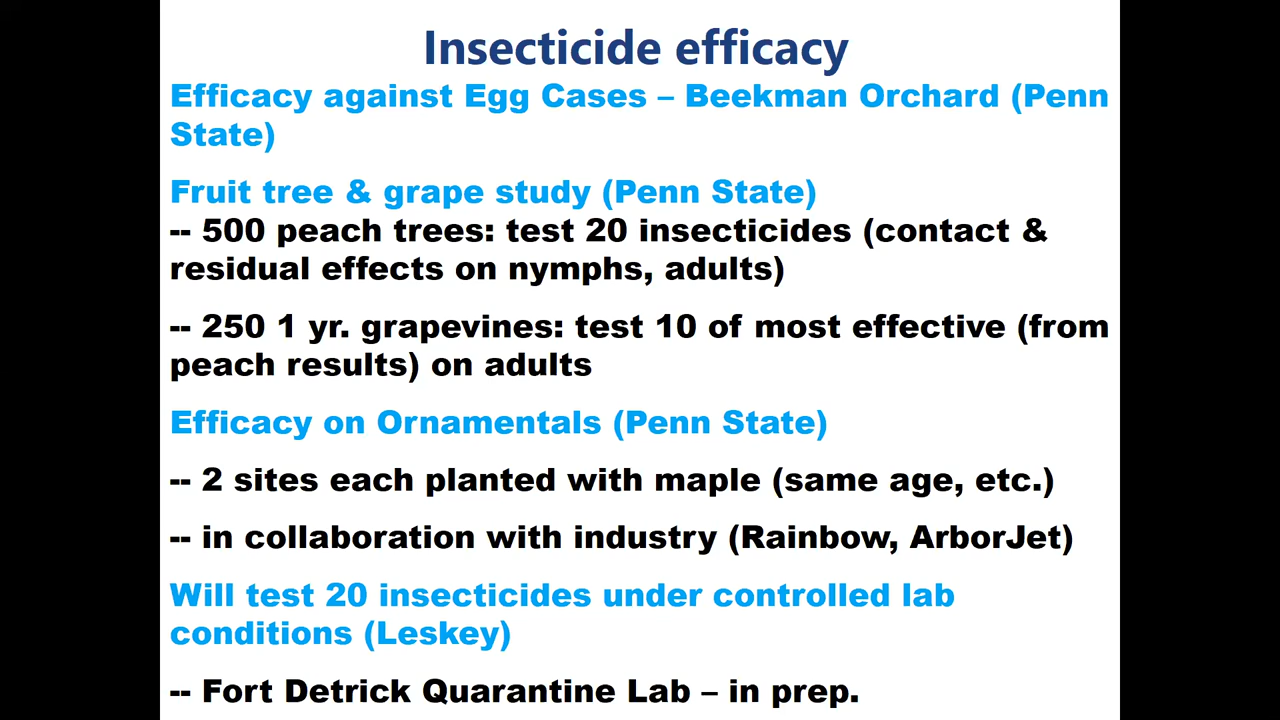 Insecticide efficacy
Efficacy against Egg Cases – Beekman Orchard (Penn
State)
Fruit tree & grape study (Penn State)
-- 500 peach trees: test 20 insecticides (contact &
residual effects on nymphs, adults)
-- 250 1 yr. grapevines: test 10 of most effective (from
peach results) on adults
Efficacy on Ornamentals (Penn State)
-- 2 sites each planted with maple (same age, etc.)
-- in collaboration with industry (Rainbow, ArborJet)
Will test 20 insecticides under controlled lab
conditions (Leskey)
-- Fort Detrick Quarantine Lab – in prep.